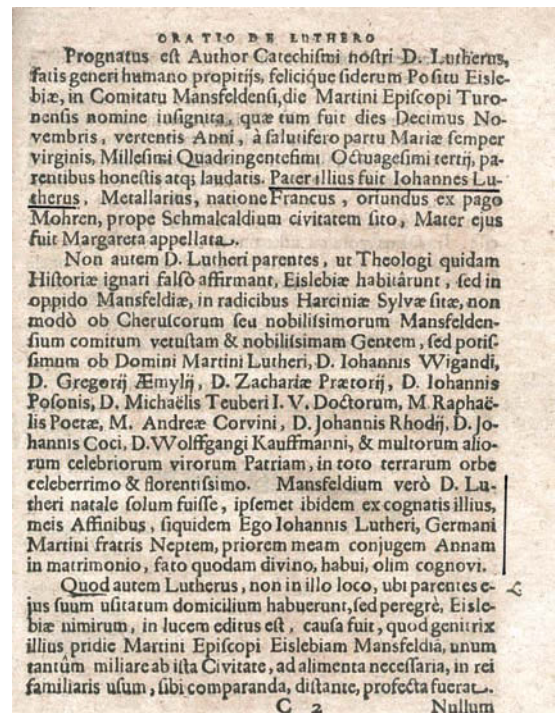 ORATIO DE LUTHERO
Prognatus est Author Catechismi nostri D. Lutherus,
fatis generi humano propitijs, felicique siderum Positu Eisle-
biæ, in Comitatu Mansfeldensi, die Martini Episcopi Turo-
nensis nomine insignita, quæ tum fuit dies Decimus No-
vembris, vertentis Anni, à salutifero partu Mariæ semper
virginis, Millesimi Quadringentesimi Octuagesimi tertij, pa-
rentibus honestis atq; laudatis. Pater illius fuit Iohannes Lu-
therus, Metallarius, natione Francus, oriundus ex pago
Mohren, prope Schmalcaldium civitatem sito, Mater ejus
fuit Margareta appellata.
Non autem D. Lutheri parentes, ut Theologi quidam
Historiæ ignari falsò affirmant, Eislebiæ habitârunt, sed in
oppido Mansfeldiæ, in radicibus Harciniæ Sylvæ sitæ, non
modò ob Cheruscorum seu nobilissimorum Mansfelden-
sium comitum vetustam & nobilissimam Gentem, sed potis-
simum ob Domini Martini Lutheri, D. Iohannis Wigandi,
D. Gregorij Æmylij, D. Zachariæ Prætorij, D. Iohannis
Posonis, D. Michaëlis Teuberi I. V. Doctorum, M. Raphaë-
lis Poetæ, M. Andreæ Corvini, D. Johannis Rhodij, D. Jo-
hannis Coci, D. Wolffgangi Kauffmanni, & multorum alio-
rum celebriorum virorum Patriam, in toto terrarum orbe
celeberrimo & florentissimo. Mansfeldium verò D. Lu-
theri natale solum fuisse, ipsemet ibidem ex cognatis illius,
meis Affinibus, siquidem Ego Iohannis Lutheri, Germani
Martini fratris Neptem, priorem meam conjugem Annam
in matrimonio, fato quodam divino, habui, olim cognovi.
Quod autem Lutherus, non in illo loco, ubi parentes e-
jus suum usitatum domicilium habuerunt, sed peregrè, Eisle-
biæ nimirum, in lucem editus est, causa fuit, quod genitrix
illius pridie Martini Episcopi Eislebiam Mansfeldiâ, unum
tantùm miliare ab ista Civitate, ad alimenta necessaria, in rei
familiaris usum, sibi comparanda, distante, profecta fuerat.
C 2 Nullum